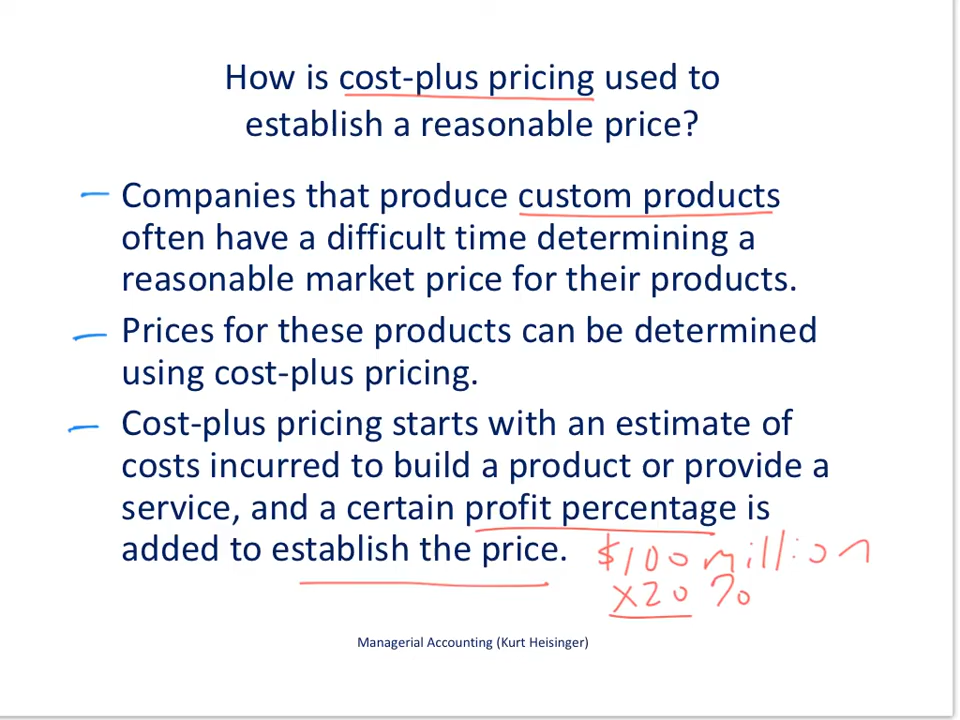 How is cost-plus pricing used to
establish a reasonable price?
Companies that produce custom products
often have a difficult time determining a
reasonable market price for their products.
Prices for these products can be determined
using cost-plus pricing.
Cost-plus pricing starts with an estimate of
costs incurred to build a product or provide a
service, and a certain profit percentage is
added to establish the price.
$100 million
x20 %
Managerial Accounting (Kurt Heisinger)